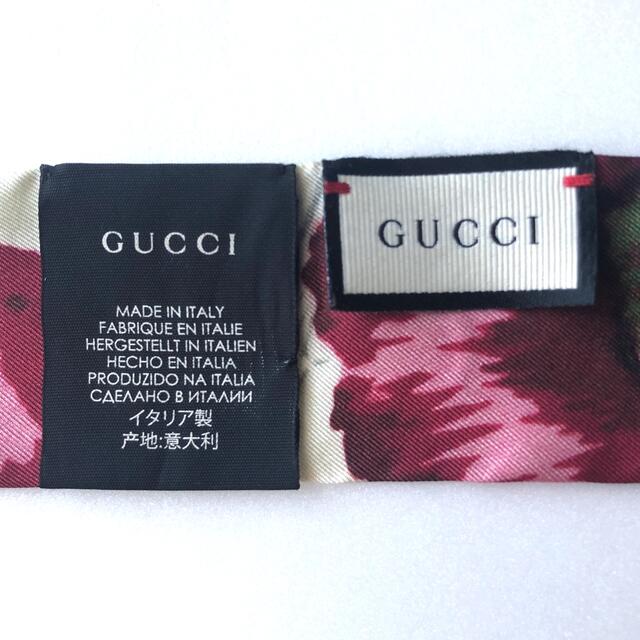 GUCCI
MADE IN ITALY
FABRIQUE EN ITALIE
HERGESTELLT IN ITALIEN
HECHO EN ITALIA
PRODUZIDO NA ITALIA
СДЕЛАНО В ИТАЛИИ
イタリア製
产地:意大利
GUCCI